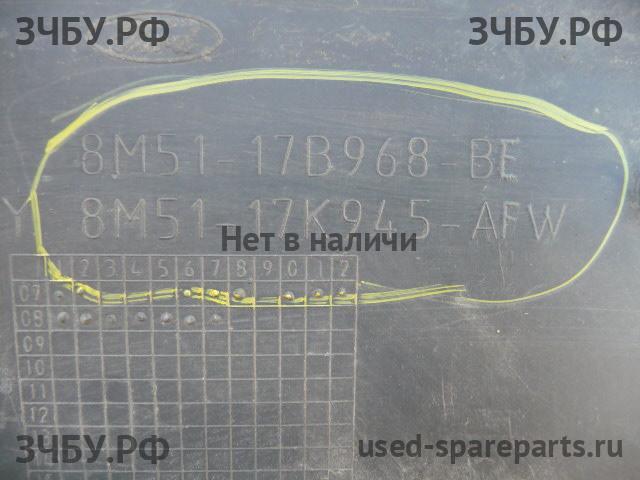 ЗЧБУ.РФ ЗЧБУ.РФ
8M51-17B968-BE
Y 8M51-17K945-AFW
Нет в наличи
1 2 3 4 5 6 7 8 9 0 1 2
07
08
09
10
11
12
ЗЧБУ.РФ used-spareparts.ru